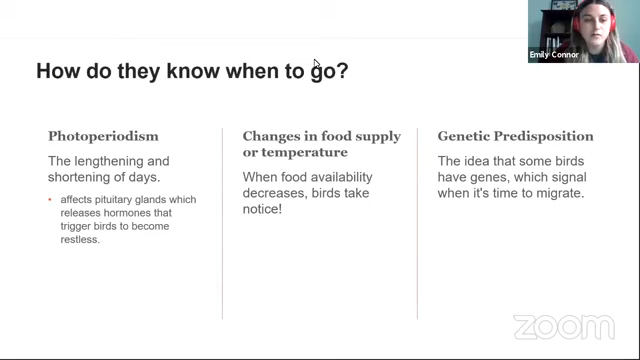 How do they know when to go?
Photoperiodism
The lengthening and
shortening of days.
• affects pituitary glands which
releases hormones that
trigger birds to become
restless.
Changes in food supply
or temperature
When food availability
decreases, birds take
notice!
Genetic Predisposition
The idea that some birds
have genes, which signal
when it's time to migrate.
Emily Connor
zoom